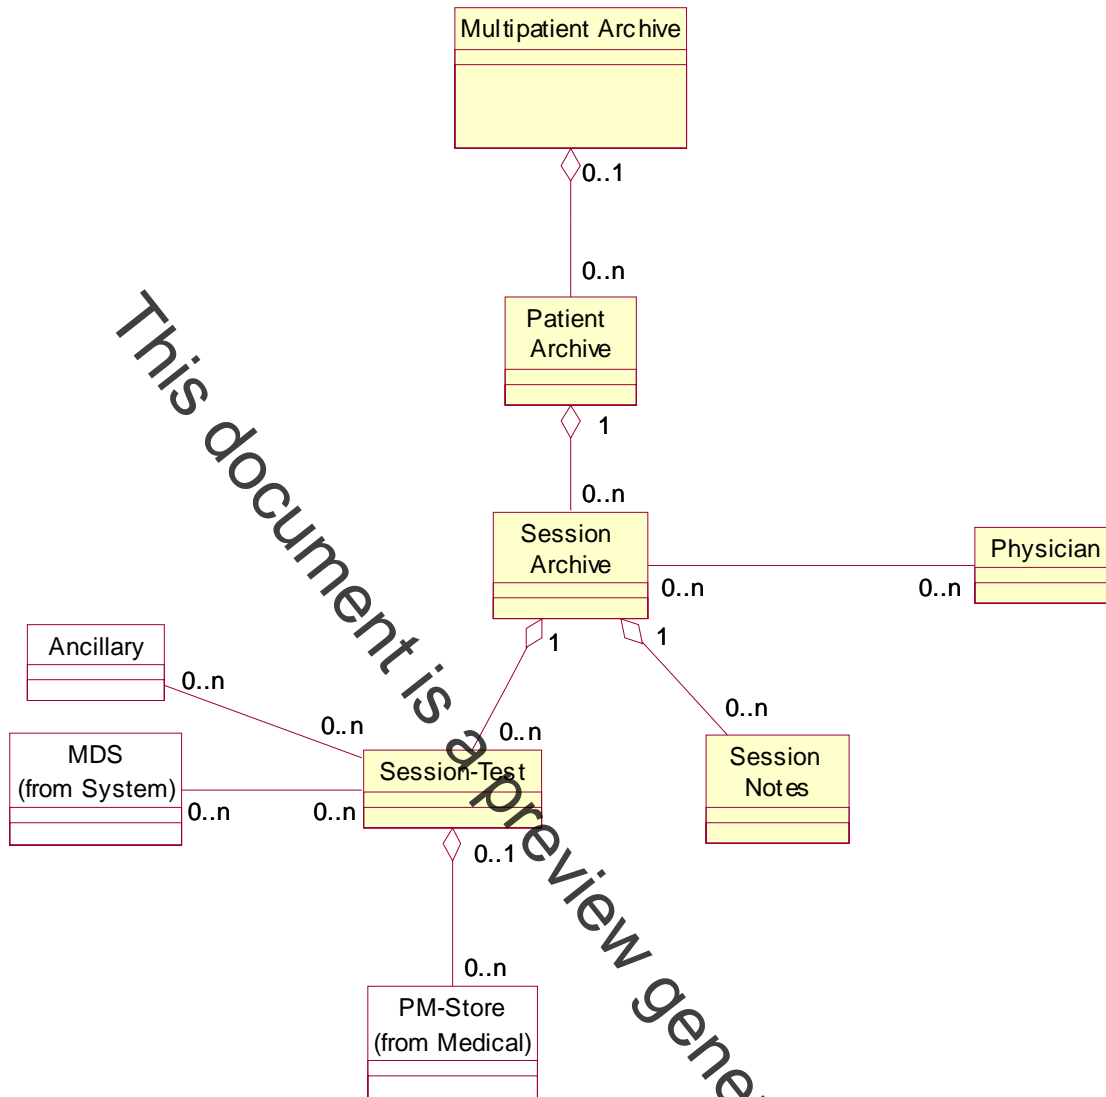 Multipatient Archive
0..1
0..n
Patient
Archive
1
0..n
Session
Archive
Physician
0..n
0..n
1
1
Ancillary
0..n
0..n
0..n
0..n
MDS
(from System)
0..n
0..n
Session-Test
Session
Notes
0..1
0..n
PM-Store
(from Medical)
This document is a preview gene